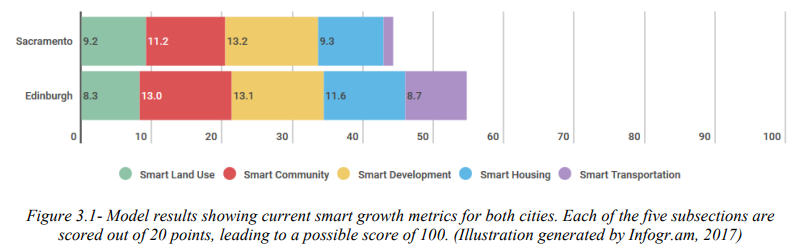 Sacramento 9.2 11.2 13.2 9.3
Edinburgh 8.3 13.0 13.1 11.6 8.7
0 10 20 30 40 50 60 70 80 90 100
Smart Land Use Smart Community Smart Development Smart Housing Smart Transportation
Figure 3.1- Model results showing current smart growth metrics for both cities. Each of the five subsections are
scored out of 20 points, leading to a possible score of 100. (Illustration generated by Infogr.am, 2017)